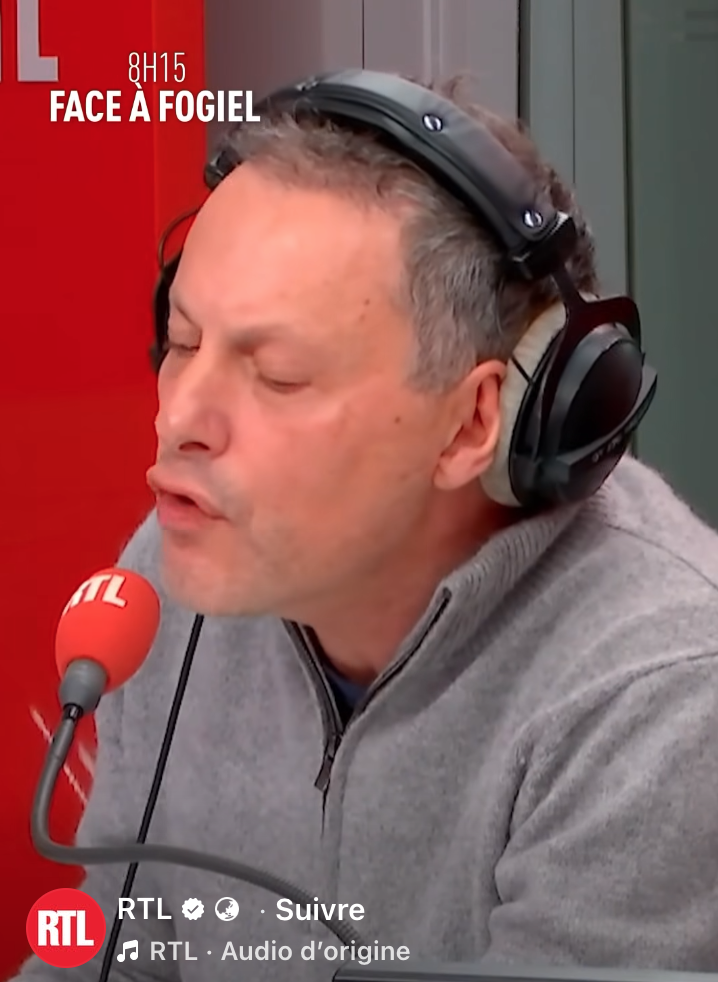 8H15
FACE À FOGIEL
RTL
RTL · Suivre
RTL
RTL · Audio d’origine